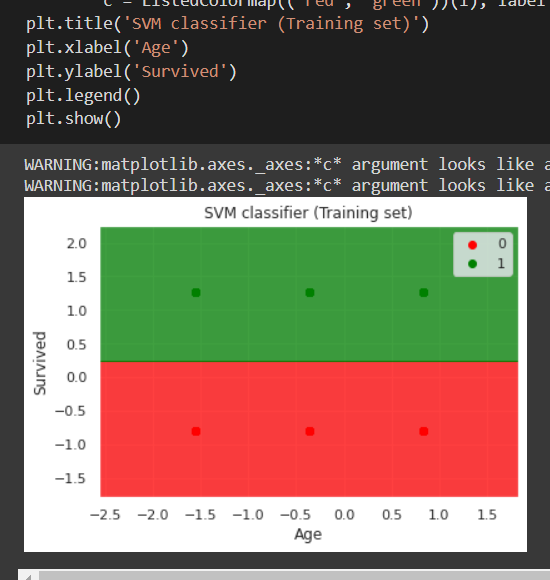 c = ListedColormap(('red', 'green'))(i), label
plt.title('SVM classifier (Training set)')
plt.xlabel('Age')
plt.ylabel('Survived')
plt.legend()
plt.show()
WARNING:matplotlib.axes._axes:*c* argument looks like a
WARNING:matplotlib.axes._axes:*c* argument looks like a
SVM classifier (Training set)
0
1
2.0
1.5
1.0
0.5
0.0
−0.5
−1.0
−1.5
Survived
−2.5 −2.0 −1.5 −1.0 −0.5 0.0 0.5 1.0 1.5
Age